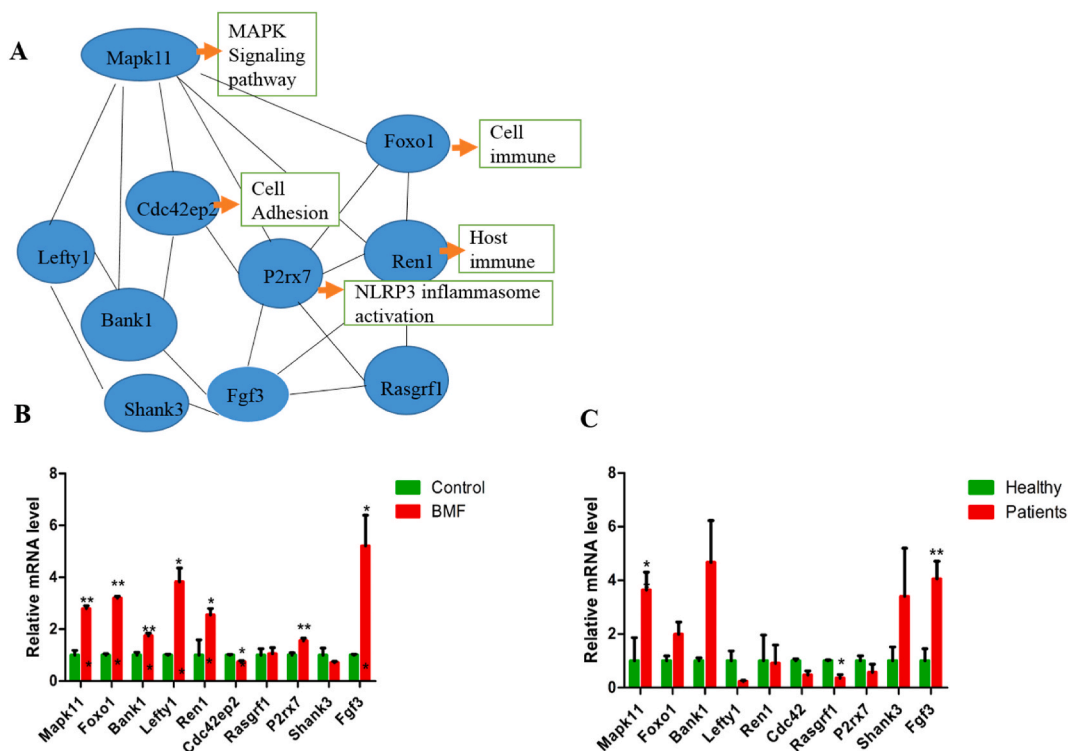 A
Mapk11
MAPK
Signaling
pathway
Foxo1
Cell
immune
Cdc42ep2
Cell
Adhesion
Lefty1
P2rx7
Ren1
Host
immune
NLRP3 inflammasome
activation
Bank1
Shank3
Fgf3
Rasgrf1
B
Relative mRNA level
8
6
4
2
0
Control
BMF
** ** ** * * * ** *
* * * * * *
Mapk11
Foxo1
Bank1
Lefty1
Ren1
Cdc42ep2
Rasgrf1
P2rx7
Shank3
Fgf3
C
Relative mRNA level
8
6
4
2
0
Healthy
Patients
* * **
Mapk11
Foxo1
Bank1
Lefty1
Ren1
Cdc42
Rasgrf1
P2rx7
Shank3
Fgf3